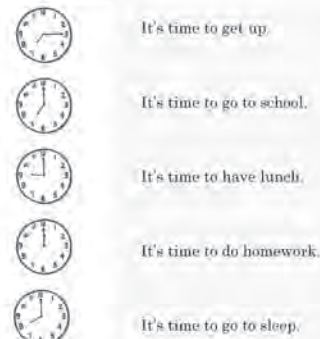 It's time to get up.
It's time to go to school.
It's time to have lunch.
It's time to do homework.
It's time to go to sleep.